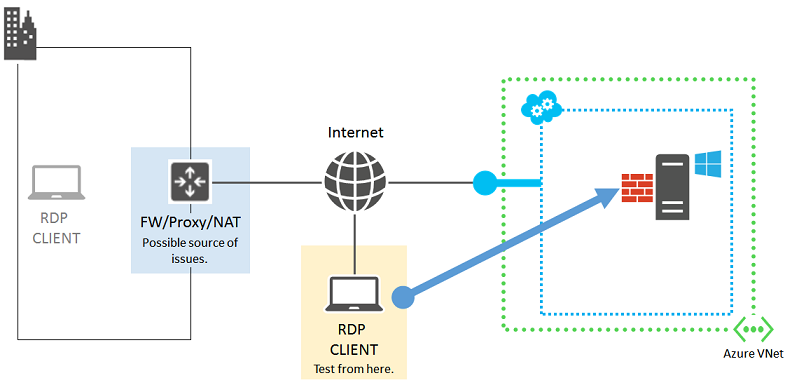 Internet
RDP
CLIENT
FW/Proxy/NAT
Possible source of
issues.
RDP
CLIENT
Test from here.
Azure VNet